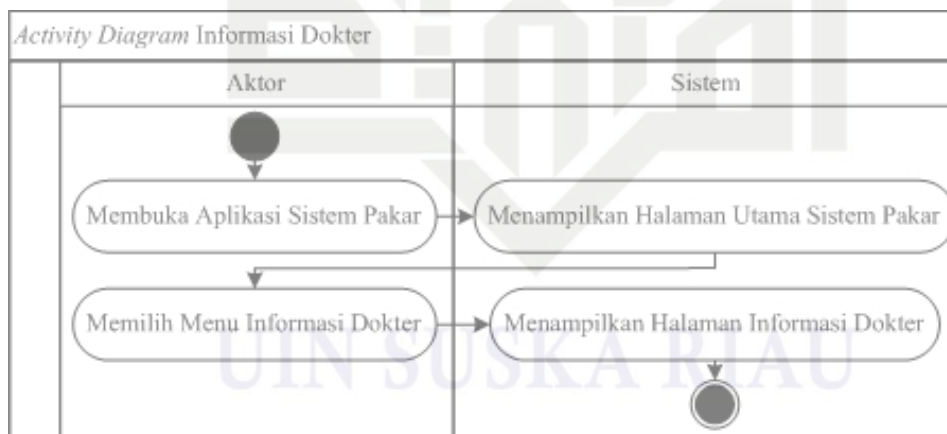 Activity Diagram Informasi Dokter
Aktor
Sistem
Membuka Aplikasi Sistem Pakar
Menampilkan Halaman Utama Sistem Pakar
Memilih Menu Informasi Dokter
Menampilkan Halaman Informasi Dokter
UIN SUSKA RIAU